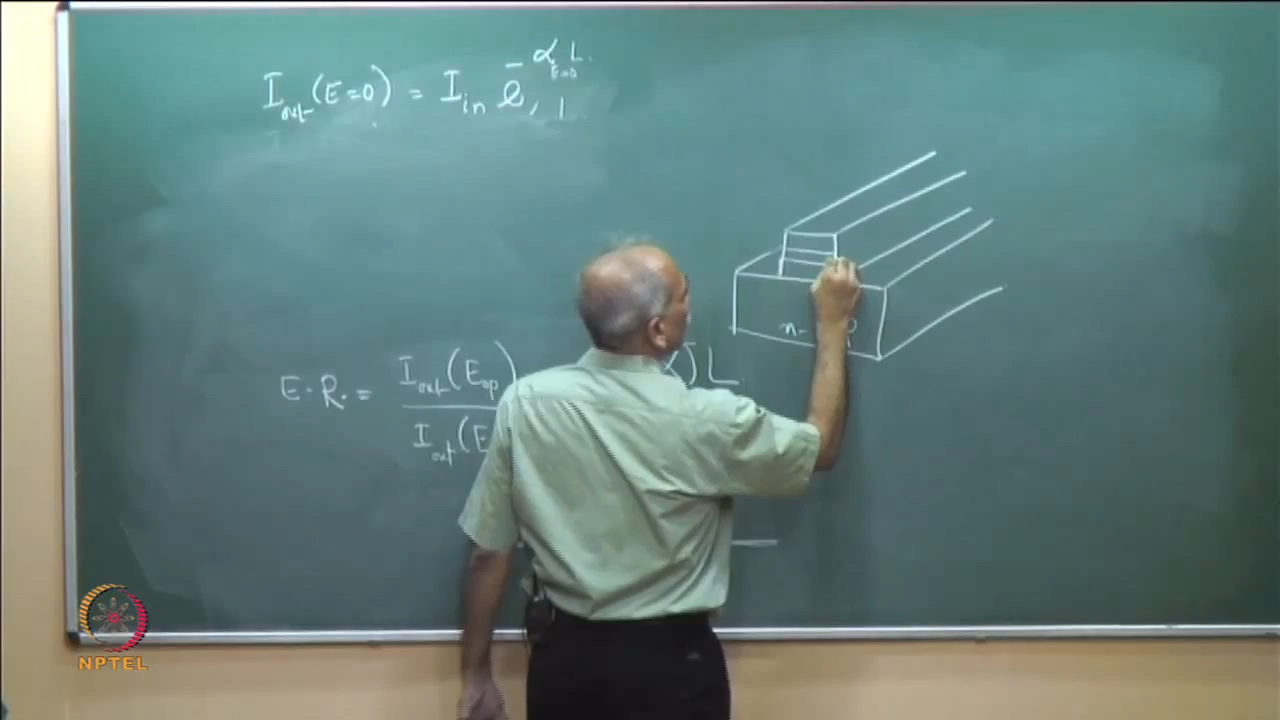 I_out(E=0) = I_in e^-α_{E=0} L.
E.R. = I_out(E_op) / I_out(E
) L
n-
NPTEL